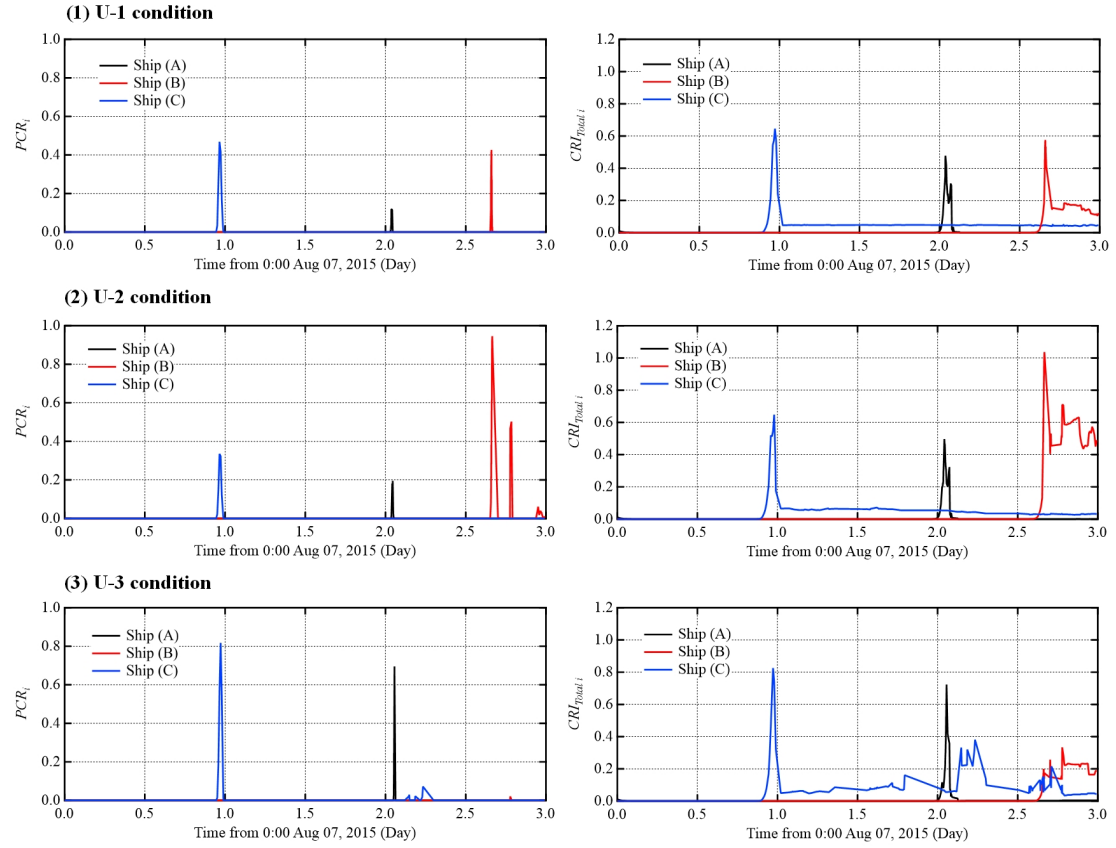 (1) U-1 condition
1.0
0.8
0.6
0.4
0.2
0.0
PCR_i
Ship (A)
Ship (B)
Ship (C)
0.0 0.5 1.0 1.5 2.0 2.5 3.0
Time from 0:00 Aug 07, 2015 (Day)
1.2
1.0
0.8
0.6
0.4
0.2
0.0
CRI_Total i
Ship (A)
Ship (B)
Ship (C)
0.0 0.5 1.0 1.5 2.0 2.5 3.0
Time from 0:00 Aug 07, 2015 (Day)
(2) U-2 condition
1.0
0.8
0.6
0.4
0.2
0.0
PCR_i
Ship (A)
Ship (B)
Ship (C)
0.0 0.5 1.0 1.5 2.0 2.5 3.0
Time from 0:00 Aug 07, 2015 (Day)
1.2
1.0
0.8
0.6
0.4
0.2
0.0
CRI_Total i
Ship (A)
Ship (B)
Ship (C)
0.0 0.5 1.0 1.5 2.0 2.5 3.0
Time from 0:00 Aug 07, 2015 (Day)
(3) U-3 condition
1.0
0.8
0.6
0.4
0.2
0.0
PCR_i
Ship (A)
Ship (B)
Ship (C)
0.0 0.5 1.0 1.5 2.0 2.5 3.0
Time from 0:00 Aug 07, 2015 (Day)
1.2
1.0
0.8
0.6
0.4
0.2
0.0
CRI_Total i
Ship (A)
Ship (B)
Ship (C)
0.0 0.5 1.0 1.5 2.0 2.5 3.0
Time from 0:00 Aug 07, 2015 (Day)